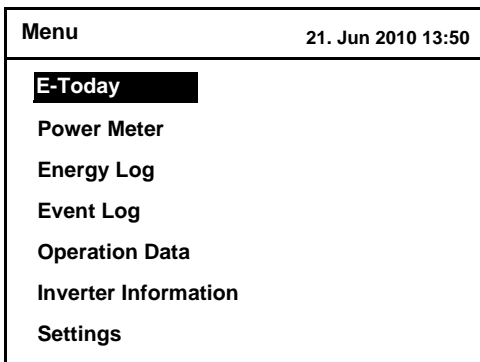 Menu 21. Jun 2010 13:50
E-Today
Power Meter
Energy Log
Event Log
Operation Data
Inverter Information
Settings